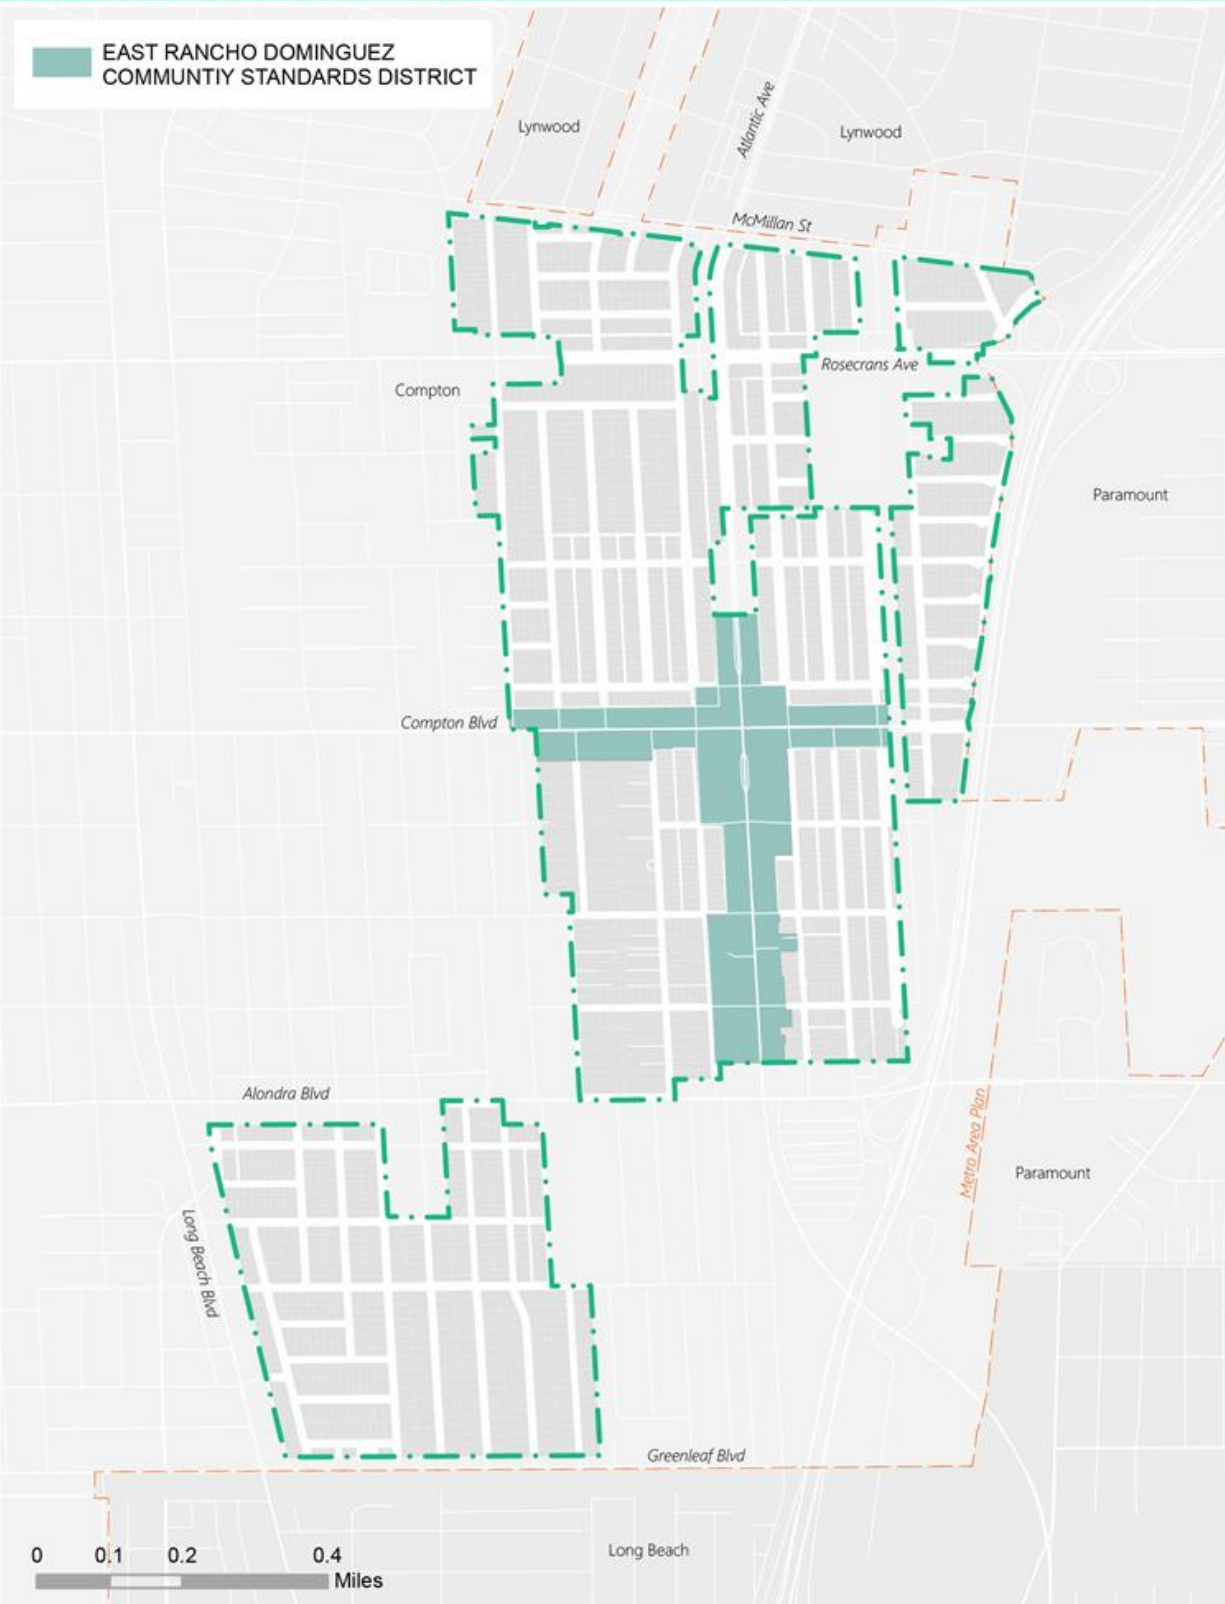 EAST RANCHO DOMINGUEZ
COMMUNTIY STANDARDS DISTRICT
Lynwood
Atlantic Ave
Lynwood
McMillan St
Rosecrans Ave
Compton
Paramount
Compton Blvd
Alondra Blvd
Metro Area Plan
Paramount
Long Beach Blvd
Greenleaf Blvd
Long Beach
0 0.1 0.2 0.4
Miles